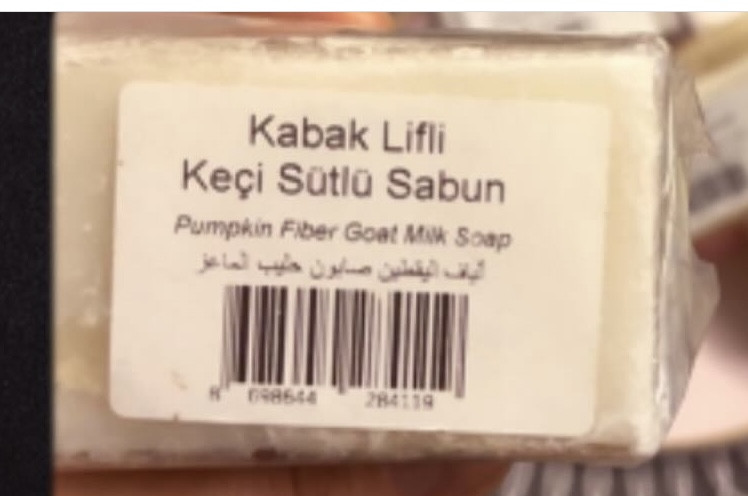 Kabak Lifli
Keçi Sütlü Sabun
Pumpkin Fiber Goat Milk Soap
ألياف اليقطين صابون حليب الماعز
8 698644 284119